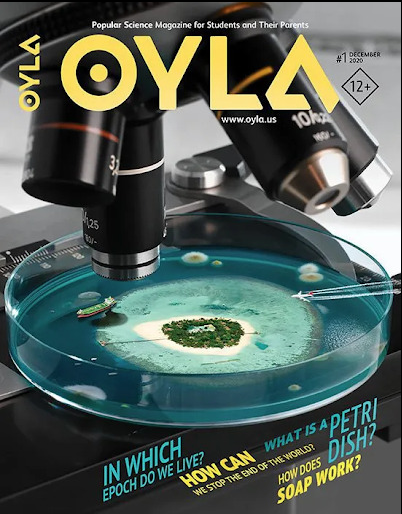 Popular Science Magazine for Students and Their Parents
OYLA
OYLA
#1 DECEMBER
2020
12+
www.oyla.us
IN WHICH
EPOCH DO WE LIVE?
HOW CAN
WE STOP THE END OF THE WORLD?
WHAT IS A PETRI
DISH?
HOW DOES
SOAP WORK?